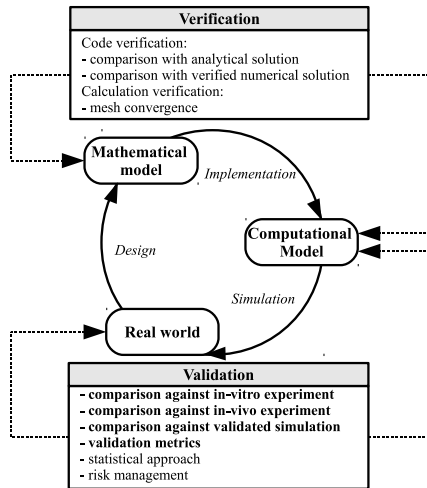 Verification
Code verification:
- comparison with analytical solution
- comparison with verified numerical solution
Calculation verification:
- mesh convergence
Mathematical
model
Implementation
Computational
Model
Design
Simulation
Real world
Validation
- comparison against in-vitro experiment
- comparison against in-vivo experiment
- comparison against validated simulation
- validation metrics
- statistical approach
- risk management